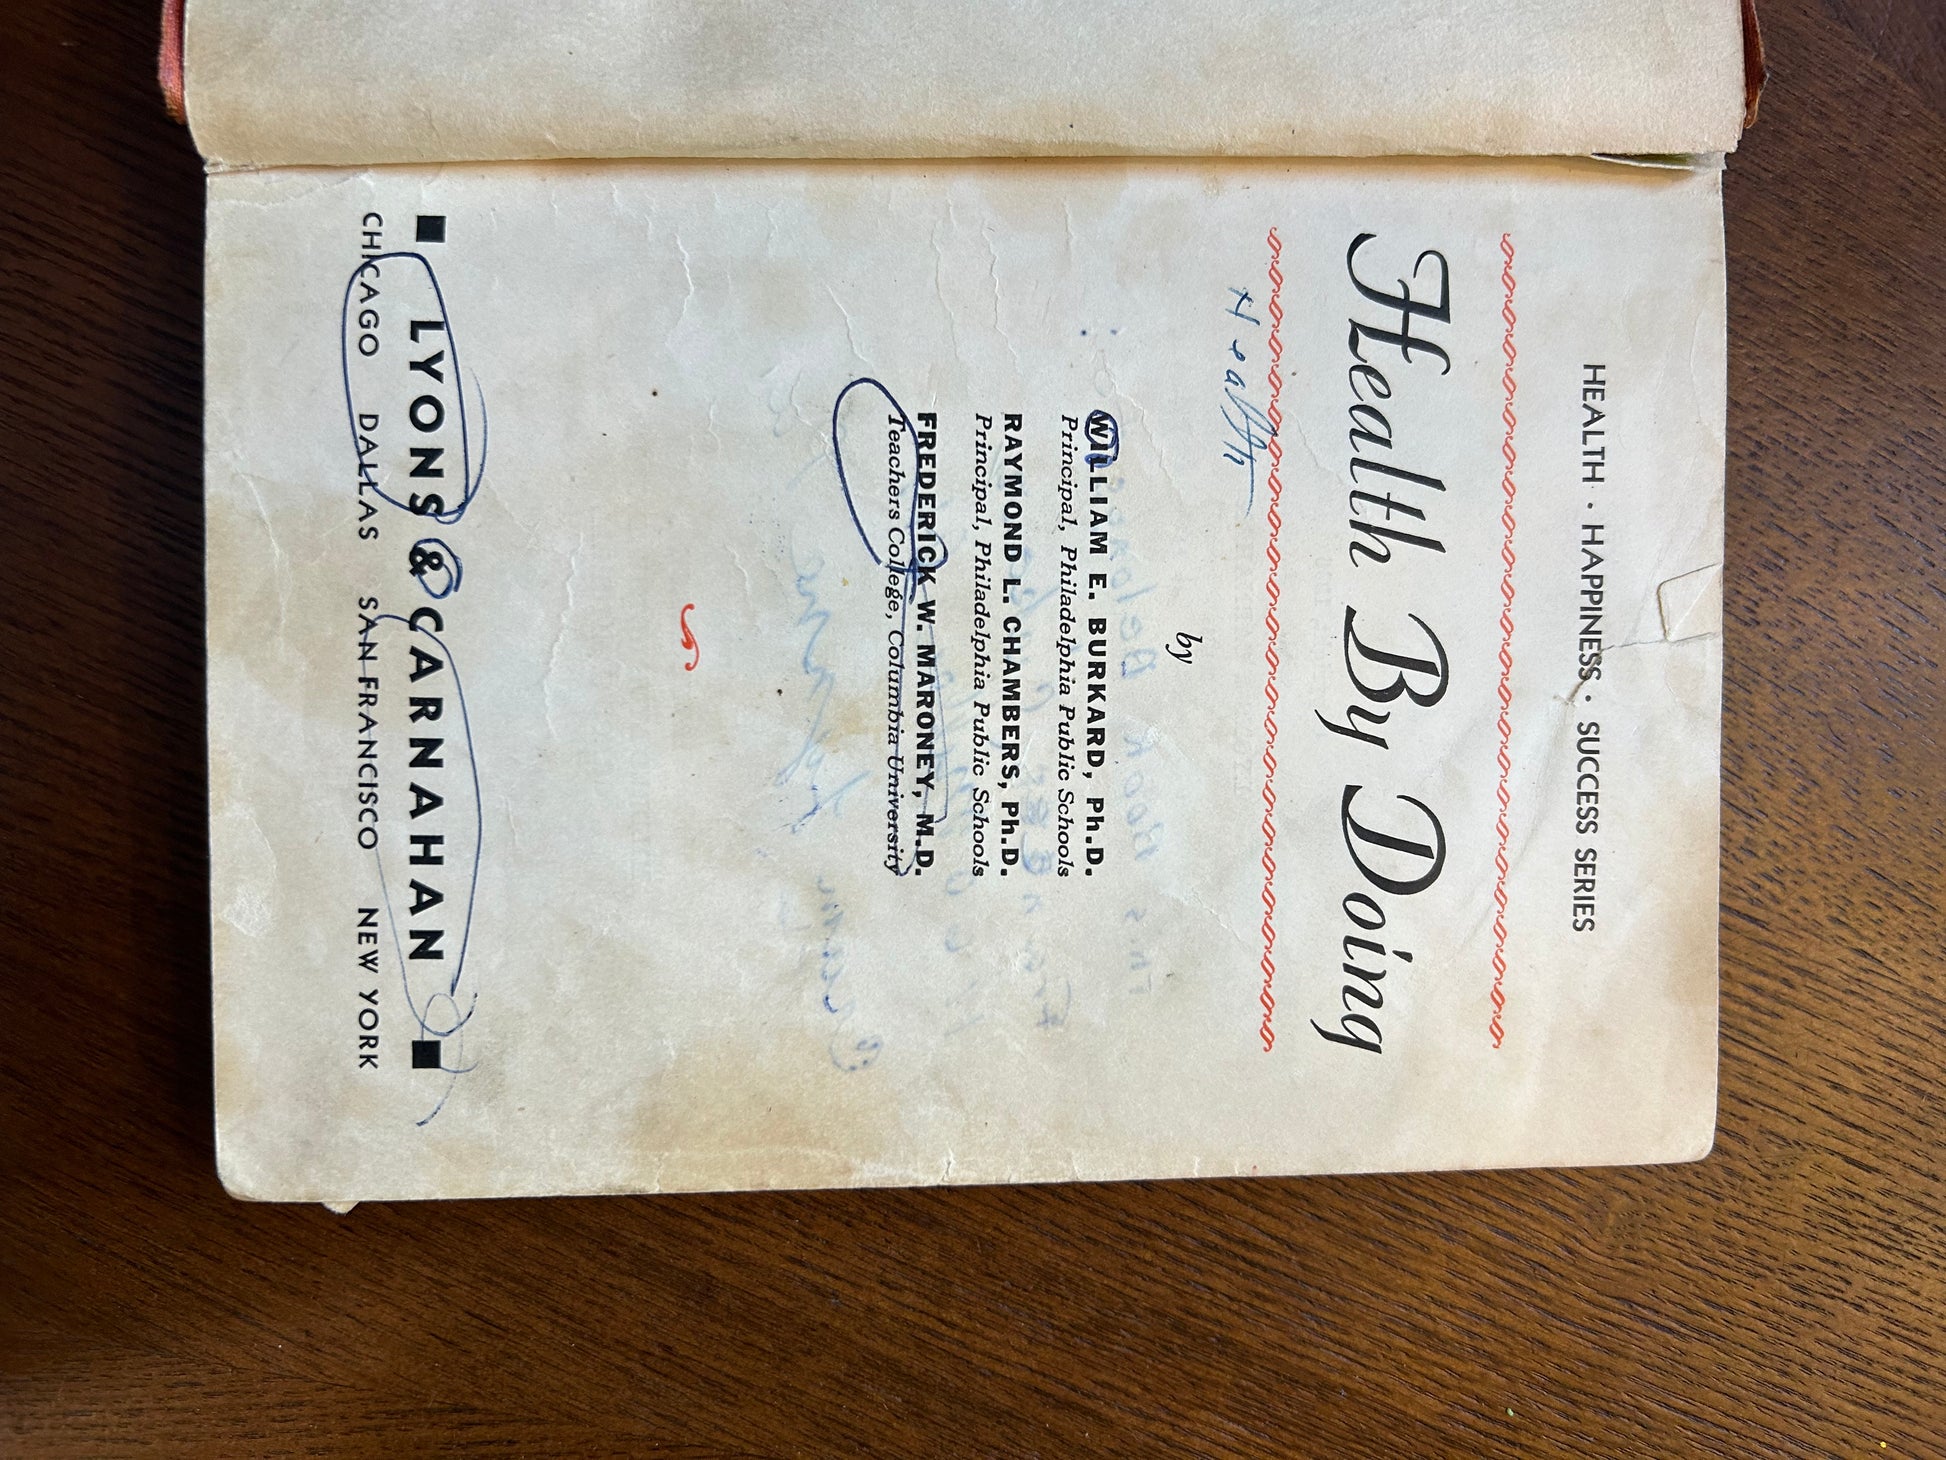 HEALTH · HAPPINESS · SUCCESS SERIES
Health By Doing
Health
by
WILLIAM E. BURKARD, Ph.D.
Principal, Philadelphia Public Schools
RAYMOND L. CHAMBERS, Ph.D.
Principal, Philadelphia Public Schools
FREDERICK W. MARONEY, M.D.
Teachers College, Columbia University
LYONS & CARNAHAN
CHICAGO DALLAS SAN FRANCISCO NEW YORK